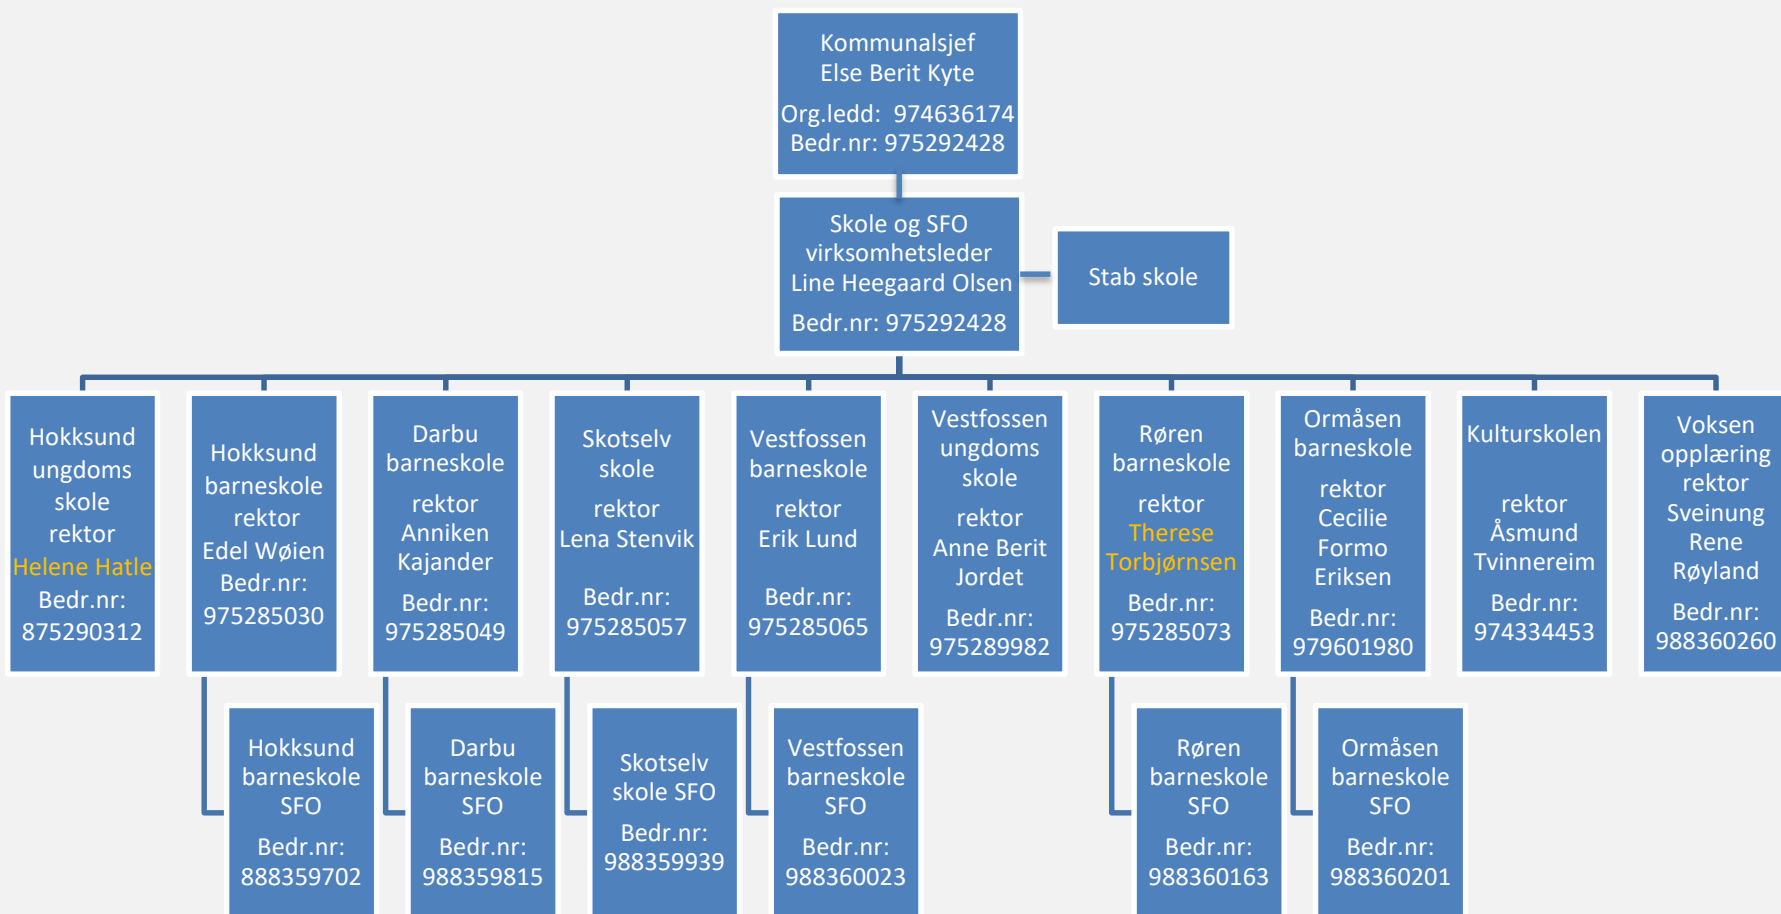 Kommunalsjef
Else Berit Kyte
Org.ledd:  974636174
Bedr.nr: 975292428
Skole og SFO
virksomhetsleder
Line Heegaard Olsen
Bedr.nr: 975292428
Stab skole
Hokksund
ungdoms
skole
rektor
Helene Hatle
Bedr.nr:
875290312
Hokksund
barneskole
rektor
Edel Wøien
Bedr.nr:
975285030
Darbu
barneskole
rektor
Anniken
Kajander
Bedr.nr:
975285049
Skotselv
skole
rektor
Lena Stenvik
Bedr.nr:
975285057
Vestfossen
barneskole
rektor
Erik Lund
Bedr.nr:
975285065
Vestfossen
ungdoms
skole
rektor
Anne Berit
Jordet
Bedr.nr:
975289982
Røren
barneskole
rektor
Therese
Torbjørnsen
Bedr.nr:
975285073
Ormåsen
barneskole
rektor
Cecilie
Formo
Eriksen
Bedr.nr:
979601980
Kulturskolen
rektor
Åsmund
Tvinnereim
Bedr.nr:
974334453
Voksen
opplæring
rektor
Sveinung
Rene
Røyland
Bedr.nr:
988360260
Hokksund
barneskole
SFO
Bedr.nr:
888359702
Darbu
barneskole
SFO
Bedr.nr:
988359815
Skotselv
skole SFO
Bedr.nr:
988359939
Vestfossen
barneskole
SFO
Bedr.nr:
988360023
Røren
barneskole
SFO
Bedr.nr:
988360163
Ormåsen
barneskole
SFO
Bedr.nr:
988360201